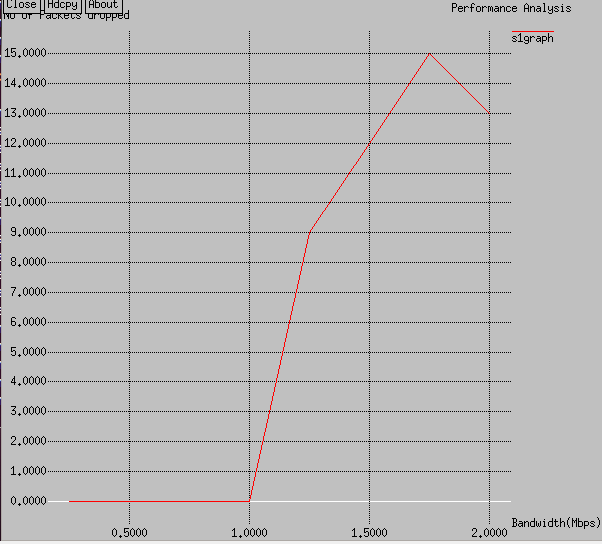 Close Hdcpy About
Performance Analysis
No of Packets dropped
s1graph
15.0000
14.0000
13.0000
12.0000
11.0000
10.0000
9.0000
8.0000
7.0000
6.0000
5.0000
4.0000
3.0000
2.0000
1.0000
0.0000
Bandwidth(Mbps)
0.5000 1.0000 1.5000 2.0000